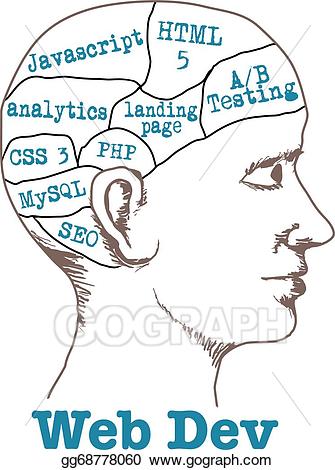 Javascript
HTML
5
A/B
Testing
analytics
landing
page
CSS 3
PHP
MySQL
SEO
GOGRAPH
Web Dev
gg68778060 www.gograph.com